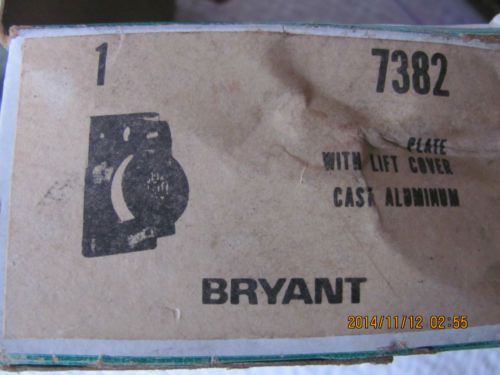 1 7382
PLATE
WITH LIFT COVER
CAST ALUMINUM
BRYANT
2014/11/12 02:55